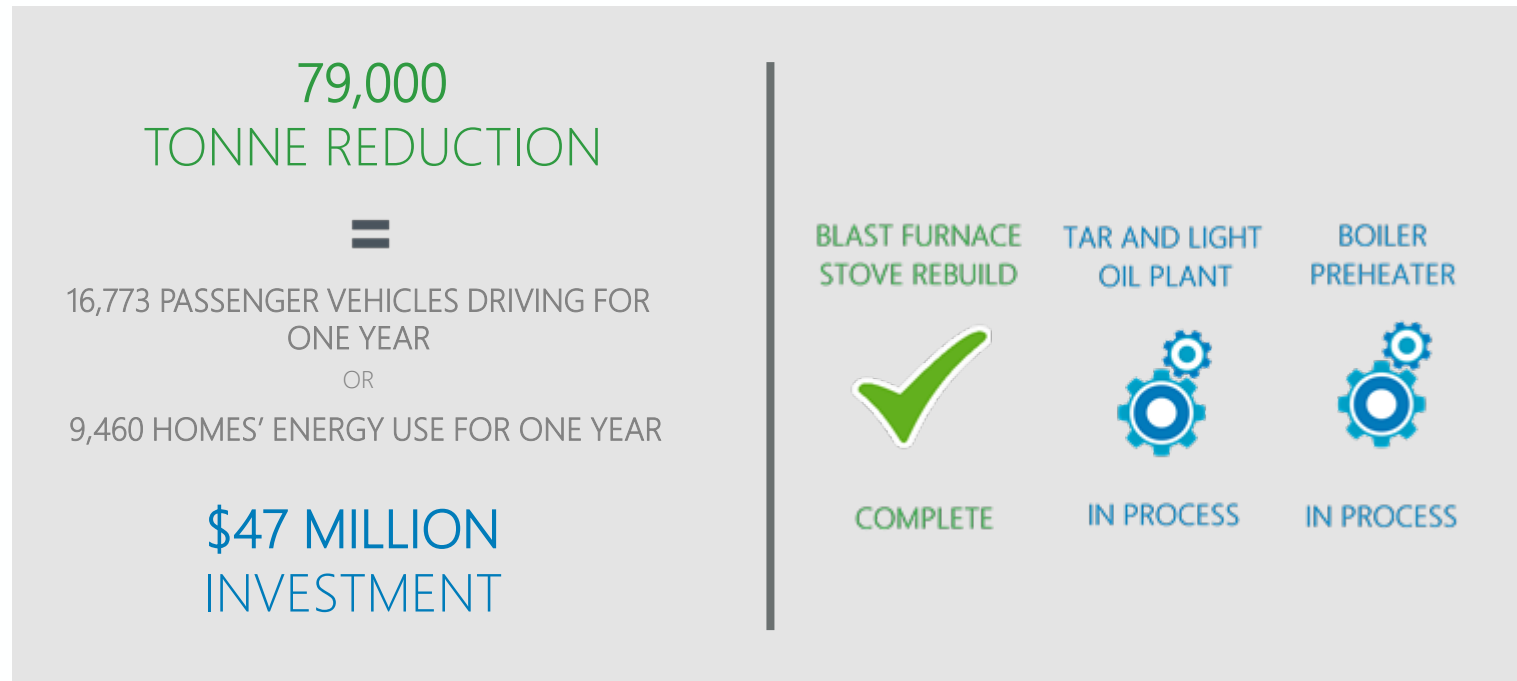 79,000
TONNE REDUCTION
=
16,773 PASSENGER VEHICLES DRIVING FOR
ONE YEAR
OR
9,460 HOMES’ ENERGY USE FOR ONE YEAR
$47 MILLION
INVESTMENT
BLAST FURNACE
STOVE REBUILD
COMPLETE
TAR AND LIGHT
OIL PLANT
IN PROCESS
BOILER
PREHEATER
IN PROCESS